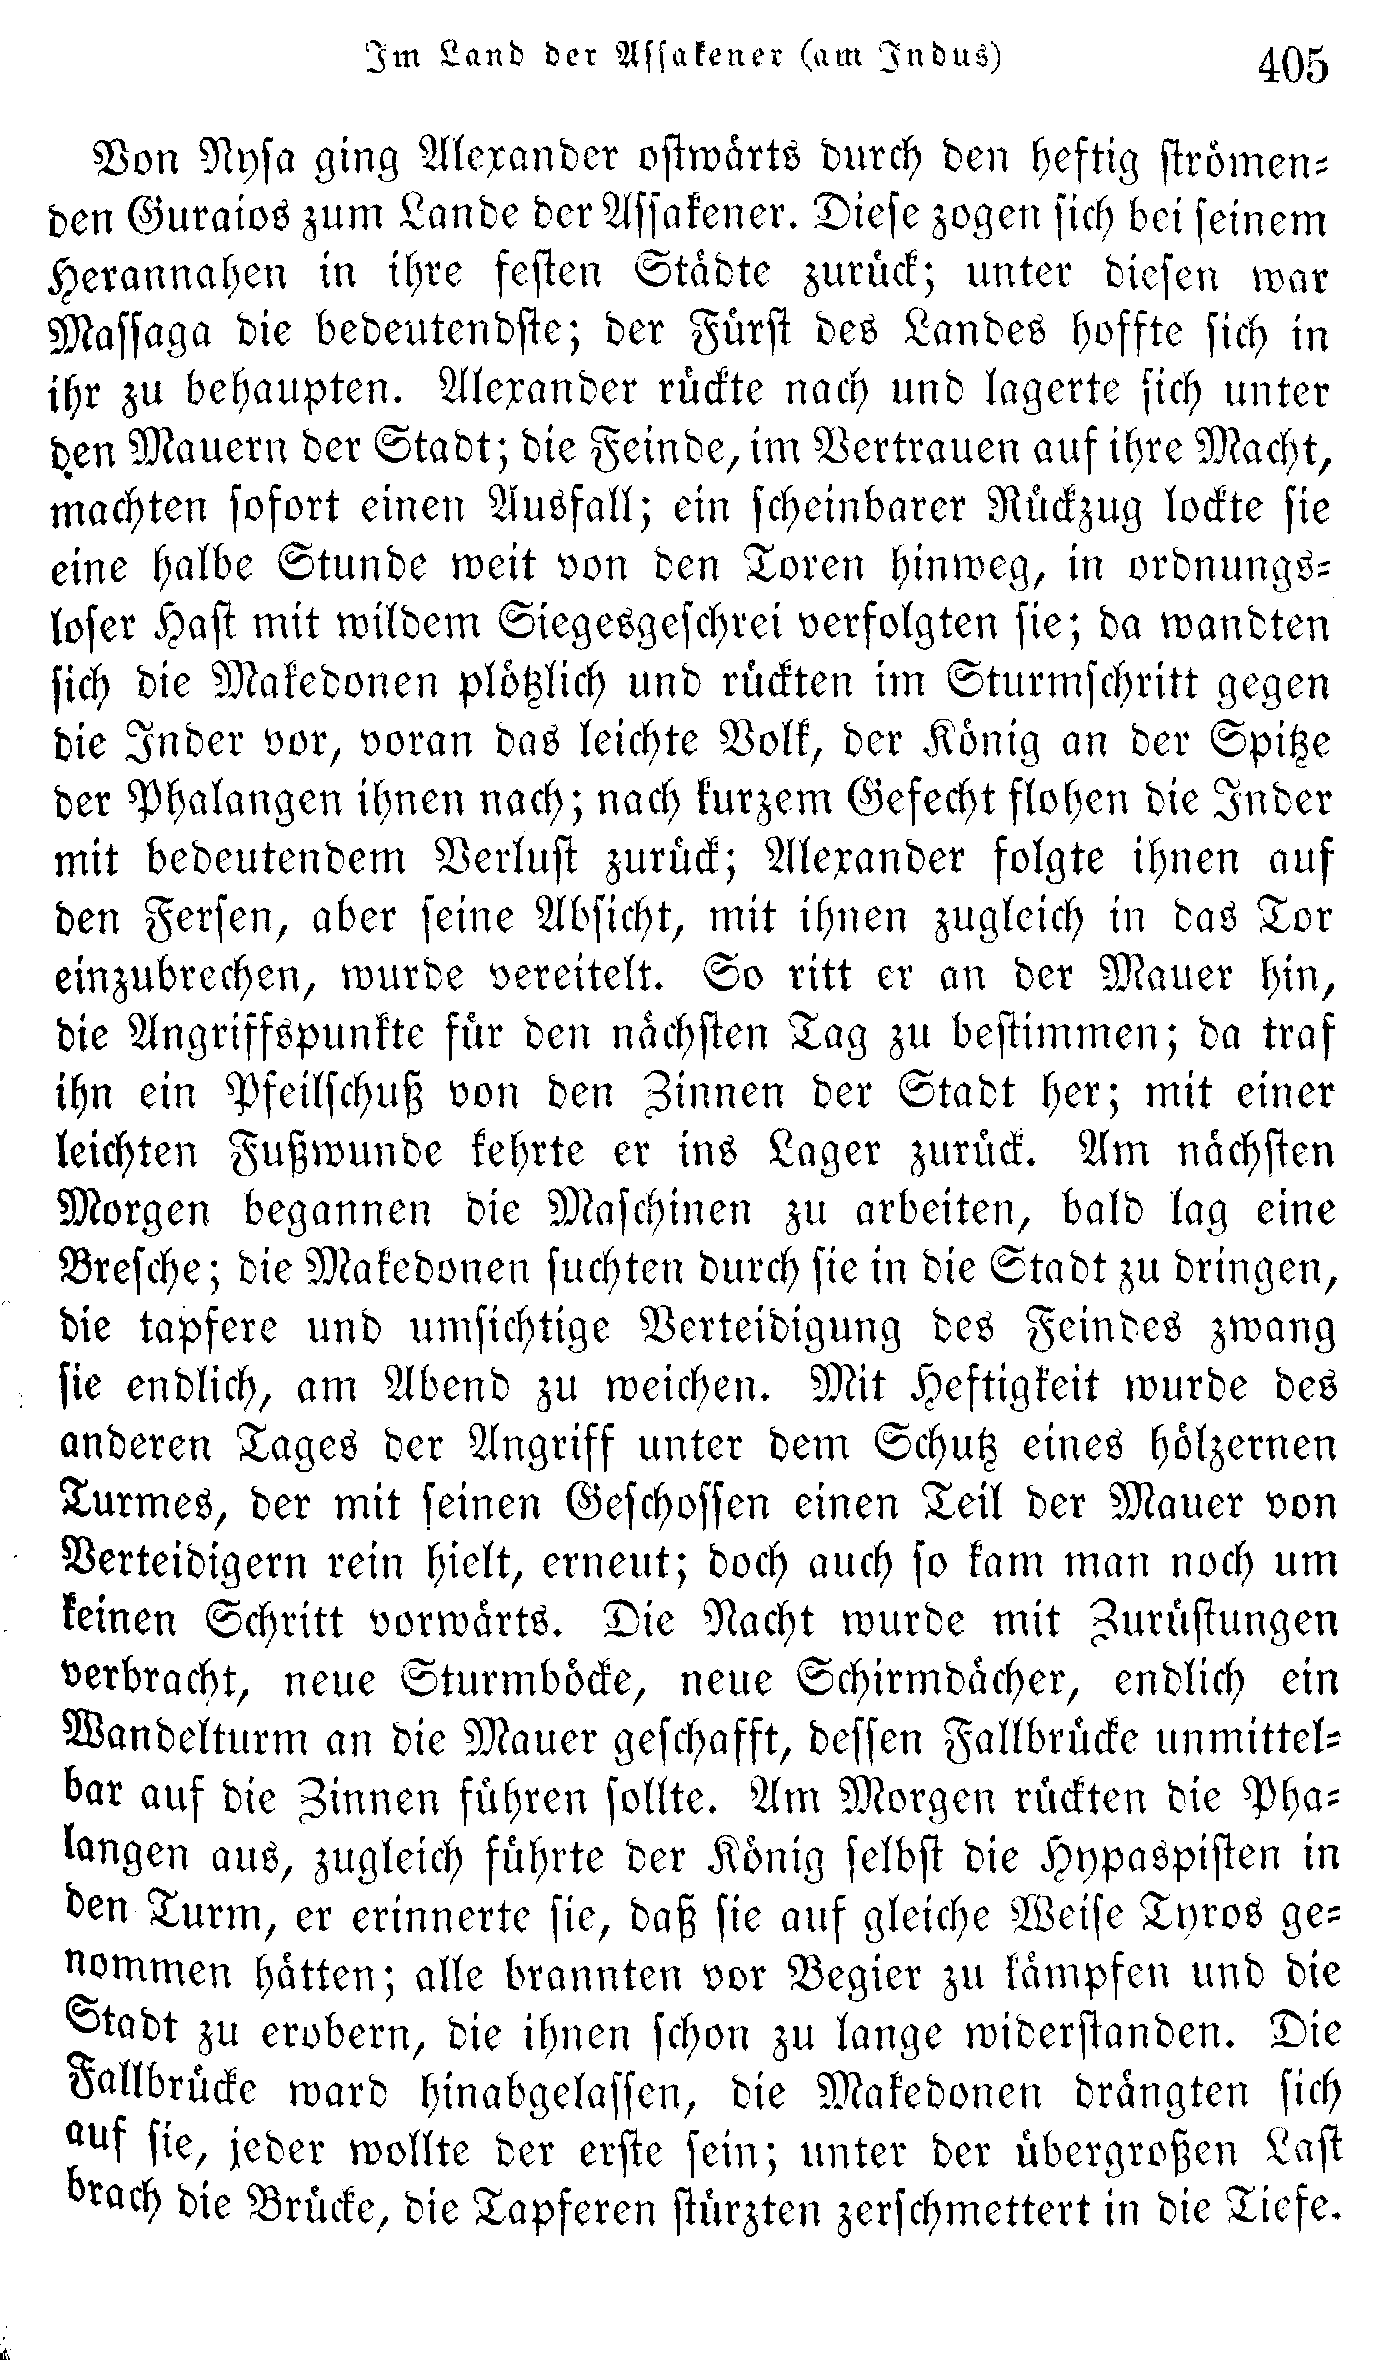 Im Land der Assakener (am Indus)
405
Von Nysa ging Alexander ostwärts durch den heftig strömen-
den Guraios zum Lande der Assakener. Diese zogen sich bei seinem
Herannahen in ihre festen Städte zurück; unter diesen war
Massaga die bedeutendste; der Fürst des Landes hoffte sich in
ihr zu behaupten. Alexander rückte nach und lagerte sich unter
den Mauern der Stadt; die Feinde, im Vertrauen auf ihre Macht,
machten sofort einen Ausfall; ein scheinbarer Rückzug lockte sie
eine halbe Stunde weit von den Toren hinweg, in ordnungs-
loser Hast mit wildem Siegesgeschrei verfolgten sie; da wandten
sich die Makedonen plötzlich und rückten im Sturmschritt gegen
die Inder vor, voran das leichte Volk, der König an der Spitze
der Phalangen ihnen nach; nach kurzem Gefecht flohen die Inder
mit bedeutendem Verlust zurück; Alexander folgte ihnen auf
den Fersen, aber seine Absicht, mit ihnen zugleich in das Tor
einzubrechen, wurde vereitelt. So ritt er an der Mauer hin,
die Angriffspunkte für den nächsten Tag zu bestimmen; da traf
ihn ein Pfeilschuß von den Zinnen der Stadt her; mit einer
leichten Fußwunde kehrte er ins Lager zurück. Am nächsten
Morgen begannen die Maschinen zu arbeiten, bald lag eine
Bresche; die Makedonen suchten durch sie in die Stadt zu dringen,
die tapfere und umsichtige Verteidigung des Feindes zwang
sie endlich, am Abend zu weichen. Mit Heftigkeit wurde des
anderen Tages der Angriff unter dem Schutz eines hölzernen
Turmes, der mit seinen Geschossen einen Teil der Mauer von
Verteidigern rein hielt, erneut; doch auch so kam man noch um
keinen Schritt vorwärts. Die Nacht wurde mit Zurüstungen
verbracht, neue Sturmböcke, neue Schirmdächer, endlich ein
Wandelturm an die Mauer geschafft, dessen Fallbrücke unmittel-
bar auf die Zinnen führen sollte. Am Morgen rückten die Pha-
langen aus, zugleich führte der König selbst die Hypaspisten in
den Turm, er erinnerte sie, daß sie auf gleiche Weise Tyros ge-
nommen hätten; alle brannten vor Begier zu kämpfen und die
Stadt zu erobern, die ihnen schon zu lange widerstanden. Die
Fallbrücke ward hinabgelassen, die Makedonen drängten sich
auf sie, jeder wollte der erste sein; unter der übergroßen Last
brach die Brücke, die Tapferen stürzten zerschmettert in die Tiefe.